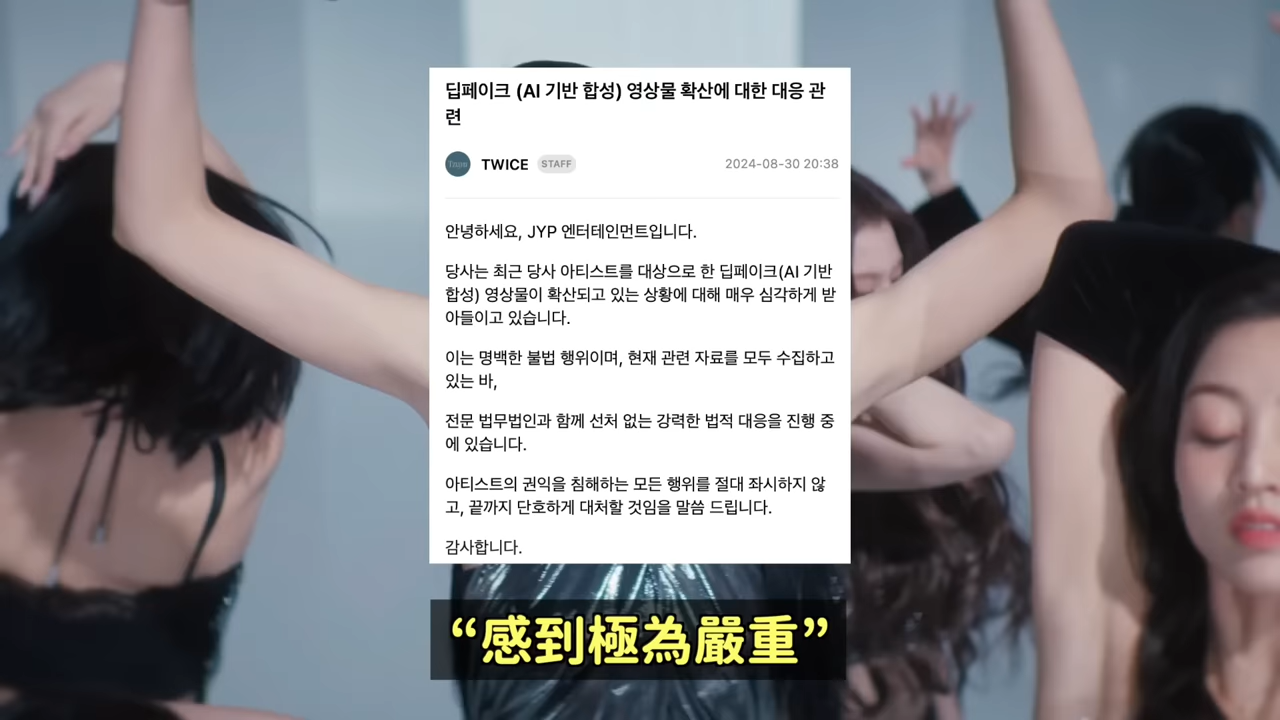 딥페이크 (AI 기반 합성) 영상물 확산에 대한 대응 관
련
TWICE STAFF 2024-08-30 20:38
안녕하세요, JYP 엔터테인먼트입니다.
당사는 최근 당사 아티스트를 대상으로 한 딥페이크(AI 기반
합성) 영상물이 확산되고 있는 상황에 대해 매우 심각하게 받
아들이고 있습니다.
이는 명백한 불법 행위이며, 현재 관련 자료를 모두 수집하고
있는 바,
전문 법무법인과 함께 선처 없는 강력한 법적 대응을 진행 중
에 있습니다.
아티스트의 권익을 침해하는 모든 행위를 절대 좌시하지 않
고, 끝까지 단호하게 대처할 것임을 말씀 드립니다.
감사합니다.
“感到極為嚴重”